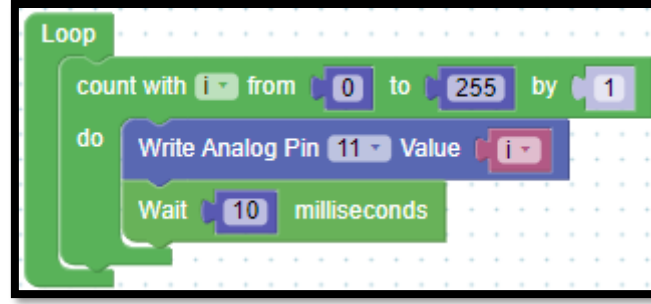 Loop
count with i from 0 to 255 by 1
do
Write Analog Pin 11 Value i
Wait 10 milliseconds